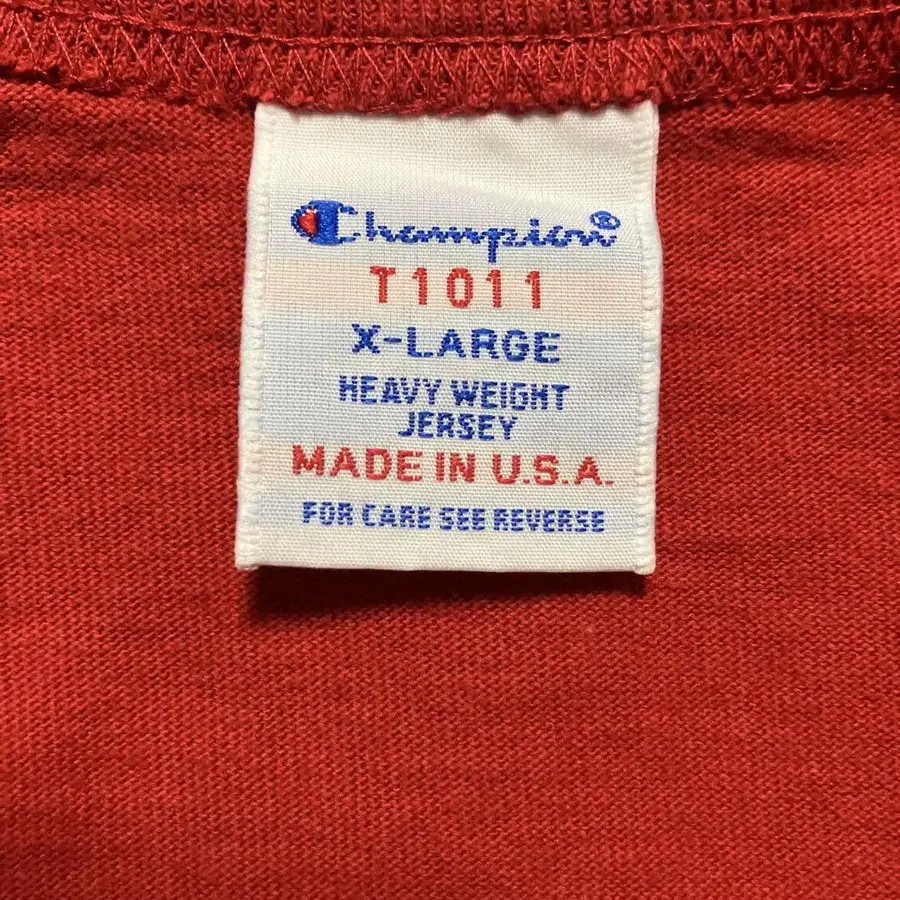 Champion®
T1011
X-LARGE
HEAVY WEIGHT
JERSEY
MADE IN U.S.A.
FOR CARE SEE REVERSE